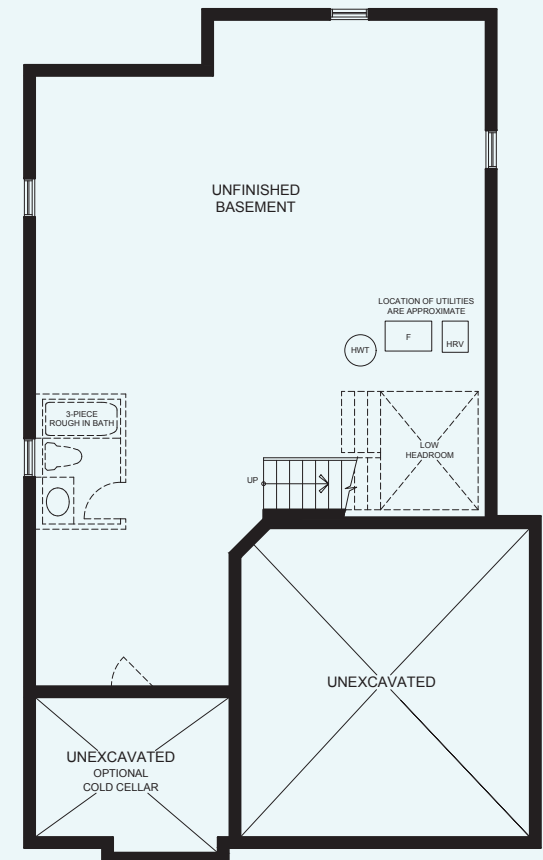 UNFINISHED
BASEMENT
LOCATION OF UTILITIES
ARE APPROXIMATE
HWT
F
HRV
3-PIECE
ROUGH IN BATH
LOW
HEADROOM
UP
UNEXCAVATED
UNEXCAVATED
OPTIONAL
COLD CELLAR